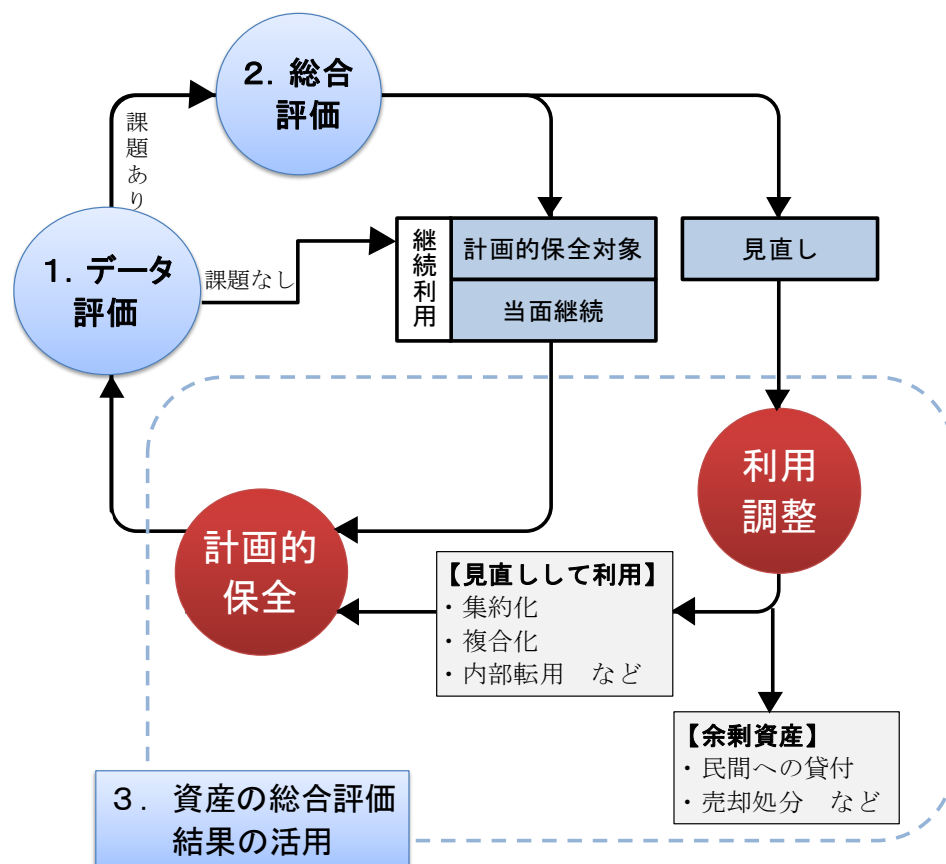 2．総合
評価
課題あり
1．データ
評価
課題なし
継続利用
計画的保全対象
当面継続
見直し
利用
調整
計画的
保全
【見直しして利用】
・集約化
・複合化
・内部転用　など
【余剰資産】
・民間への貸付
・売却処分　など
３．資産の総合評価
結果の活用